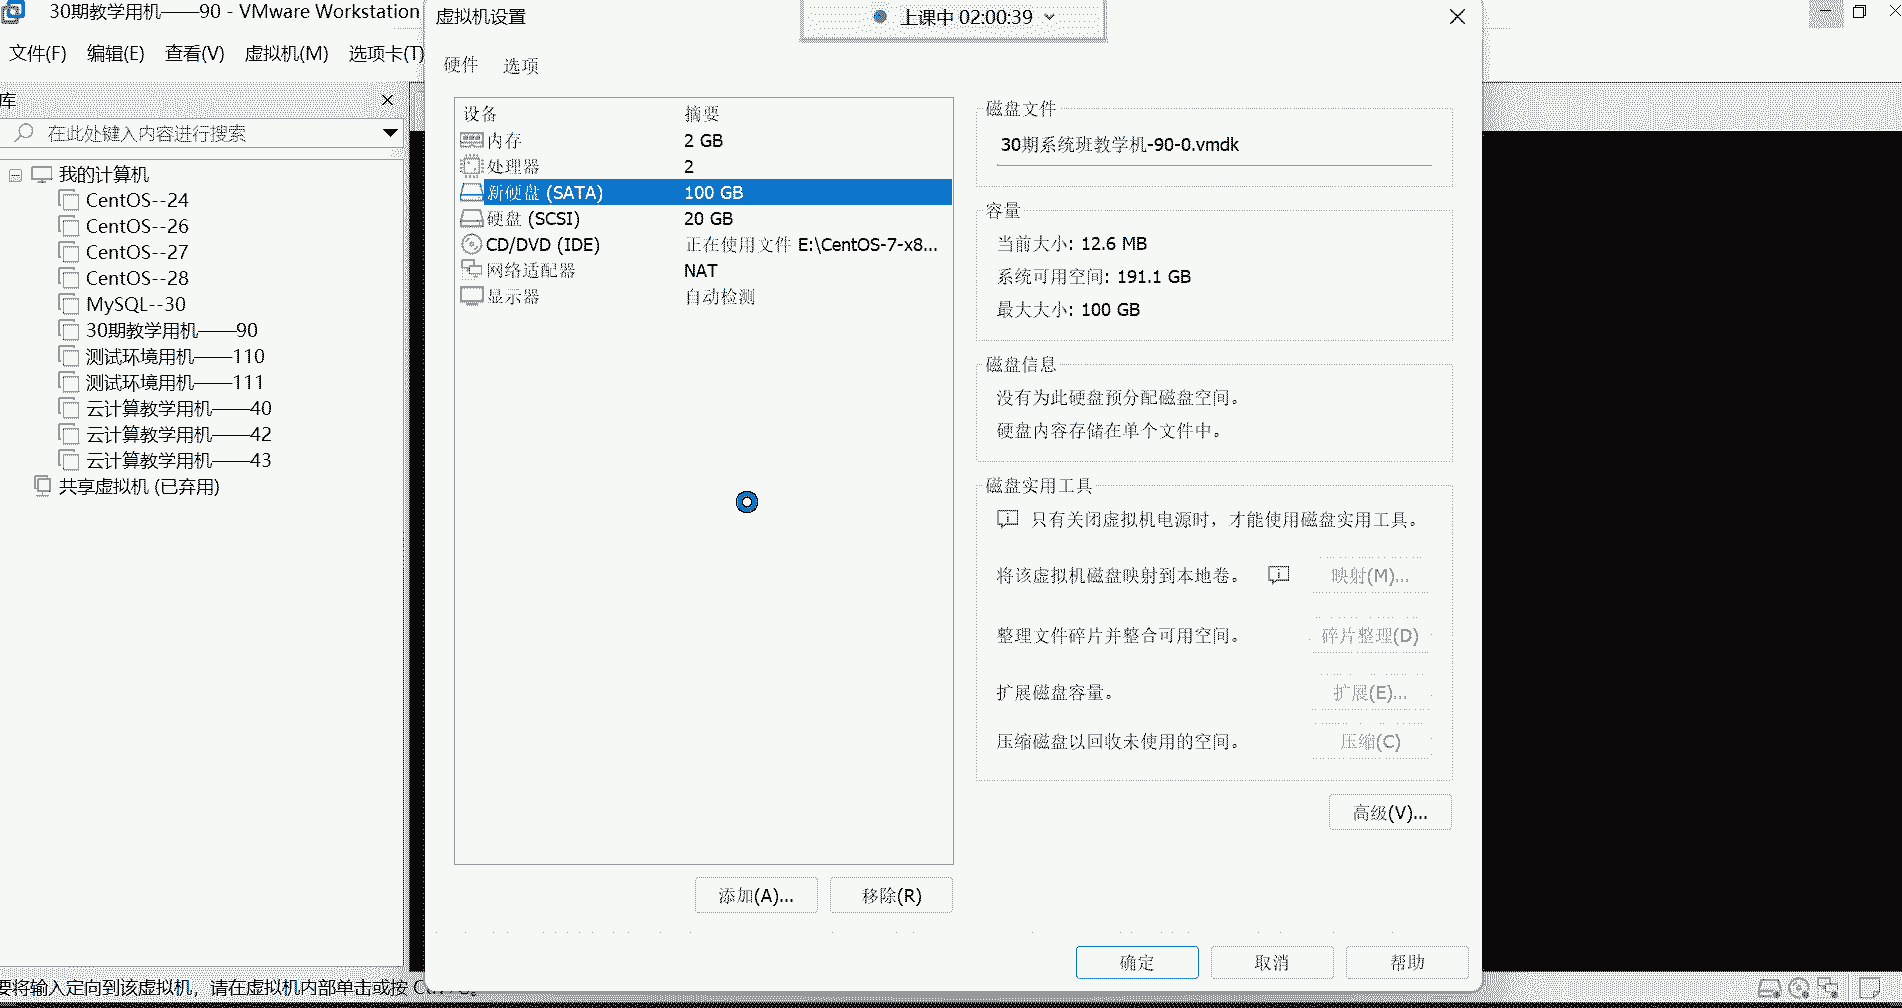 30期教学用机——90 - VMware Workstation
文件(F) 编辑(E) 查看(V) 虚拟机(M) 选项卡(T)
库
在此处键入内容进行搜索
我的计算机
CentOS--24
CentOS--26
CentOS--27
CentOS--28
MySQL--30
30期教学用机——90
测试环境用机——110
测试环境用机——111
云计算教学用机——40
云计算教学用机——42
云计算教学用机——43
共享虚拟机 (已弃用)
要将输入定向到该虚拟机，请在虚拟机内部单击或按
虚拟机设置
上课中 02:00:39
硬件 选项
设备 摘要
内存 2 GB
处理器 2
新硬盘 (SATA) 100 GB
硬盘 (SCSI) 20 GB
CD/DVD (IDE) 正在使用文件 E:\CentOS-7-x8...
网络适配器 NAT
显示器 自动检测
添加(A)... 移除(R)
磁盘文件
30期系统班教学机-90-0.vmdk
容量
当前大小: 12.6 MB
系统可用空间: 191.1 GB
最大大小: 100 GB
磁盘信息
没有为此硬盘预分配磁盘空间。
硬盘内容存储在单个文件中。
磁盘实用工具
只有关闭虚拟机电源时，才能使用磁盘实用工具。
将该虚拟机磁盘映射到本地卷。 映射(M)...
整理文件碎片并整合可用空间。 碎片整理(D)
扩展磁盘容量。 扩展(E)...
压缩磁盘以回收未使用的空间。 压缩(C)
高级(V)...
确定 取消 帮助